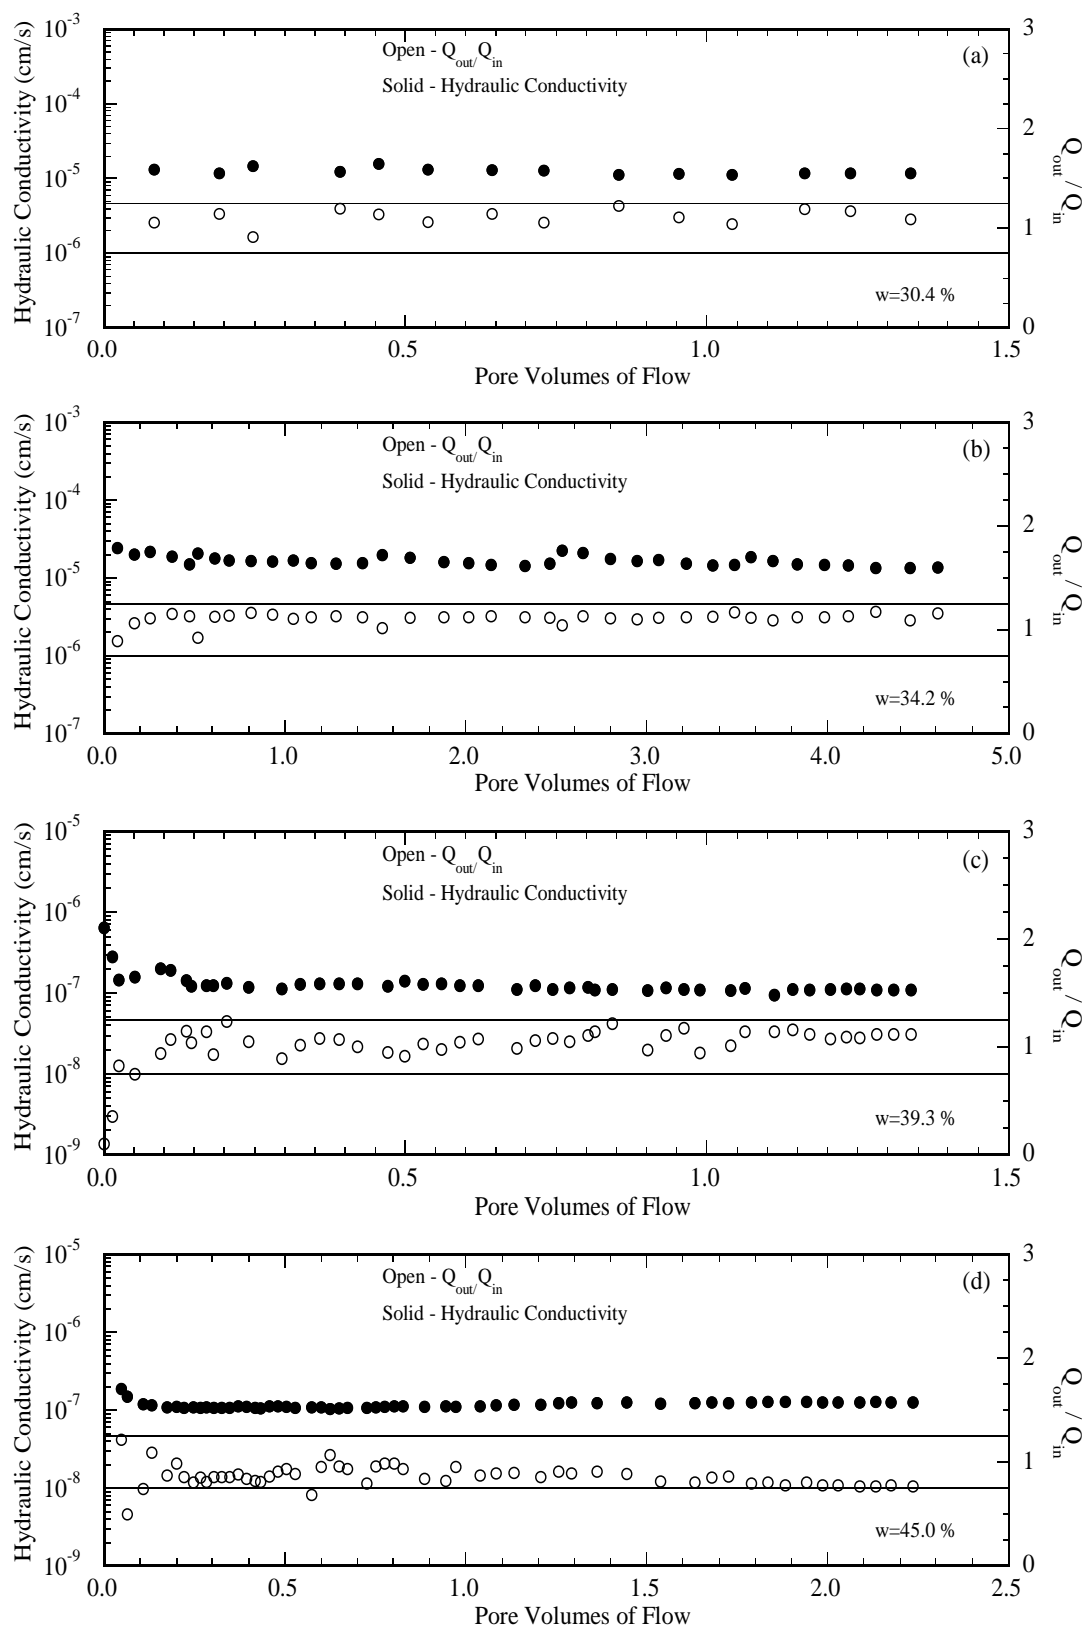 Hydraulic Conductivity (cm/s)
10^-3
10^-4
10^-5
10^-6
10^-7
Open - Q_out/Q_in
Solid - Hydraulic Conductivity
(a)
w=30.4 %
3
2
1
0
Q_out / Q_in
0.0 0.5 1.0 1.5
Pore Volumes of Flow
Hydraulic Conductivity (cm/s)
10^-3
10^-4
10^-5
10^-6
10^-7
Open - Q_out/Q_in
Solid - Hydraulic Conductivity
(b)
w=34.2 %
3
2
1
0
Q_out / Q_in
0.0 1.0 2.0 3.0 4.0 5.0
Pore Volumes of Flow
Hydraulic Conductivity (cm/s)
10^-5
10^-6
10^-7
10^-8
10^-9
Open - Q_out/Q_in
Solid - Hydraulic Conductivity
(c)
w=39.3 %
3
2
1
0
Q_out / Q_in
0.0 0.5 1.0 1.5
Pore Volumes of Flow
Hydraulic Conductivity (cm/s)
10^-5
10^-6
10^-7
10^-8
10^-9
Open - Q_out/Q_in
Solid - Hydraulic Conductivity
(d)
w=45.0 %
3
2
1
0
Q_out / Q_in
0.0 0.5 1.0 1.5 2.0 2.5
Pore Volumes of Flow